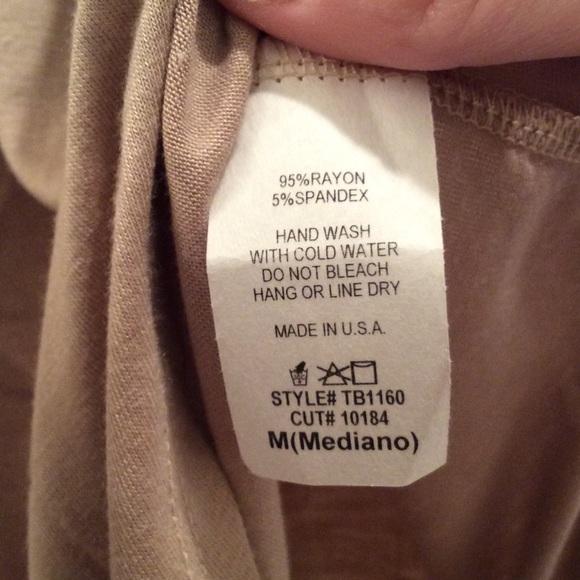 95%RAYON
5%SPANDEX
HAND WASH
WITH COLD WATER
DO NOT BLEACH
HANG OR LINE DRY
MADE IN U.S.A.
STYLE# TB1160
CUT# 10184
M(Mediano)